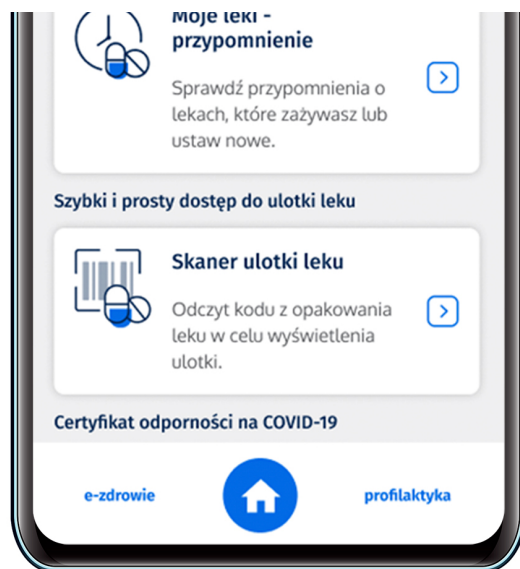 Moje leki -
przypomnienie
Sprawdź przypomnienia o
lekach, które zażywasz lub
ustaw nowe.
Szybki i prosty dostęp do ulotki leku
Skaner ulotki leku
Odczyt kodu z opakowania
leku w celu wyświetlenia
ulotki.
Certyfikat odporności na COVID-19
e-zdrowie
profilaktyka